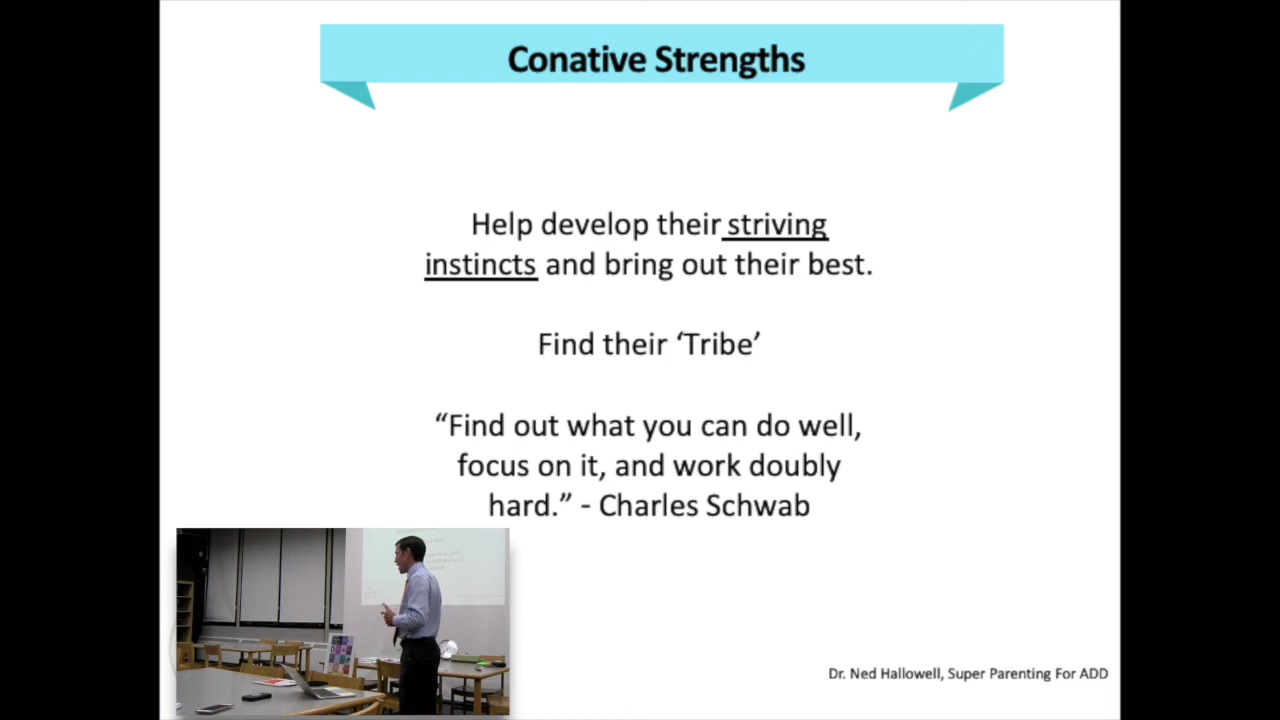 Conative Strengths
Help develop their striving
instincts and bring out their best.
Find their ‘Tribe’
“Find out what you can do well,
focus on it, and work doubly
hard.” - Charles Schwab
Dr. Ned Hallowell, Super Parenting For ADD